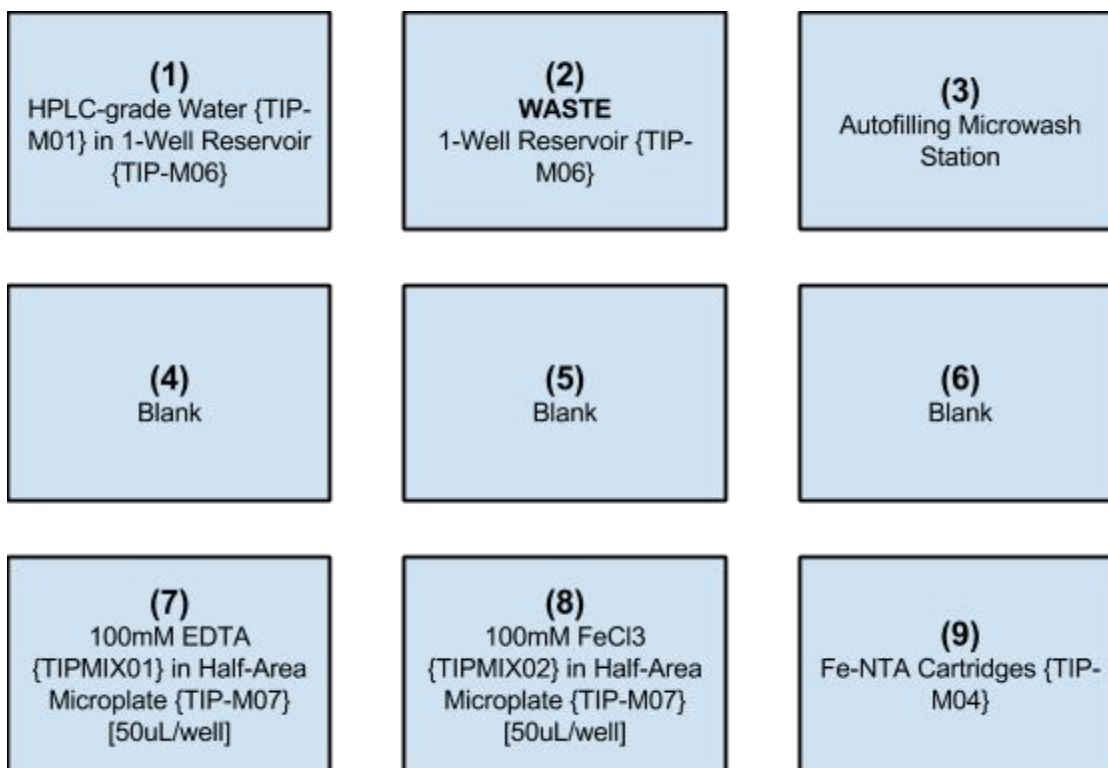 (1)
HPLC-grade Water {TIP-
M01} in 1-Well Reservoir
{TIP-M06}
(2)
WASTE
1-Well Reservoir {TIP-
M06}
(3)
Autofilling Microwash
Station
(4)
Blank
(5)
Blank
(6)
Blank
(7)
100mM EDTA
{TIPMIX01} in Half-Area
Microplate {TIP-M07}
[50uL/well]
(8)
100mM FeCl3
{TIPMIX02} in Half-Area
Microplate {TIP-M07}
[50uL/well]
(9)
Fe-NTA Cartridges {TIP-
M04}